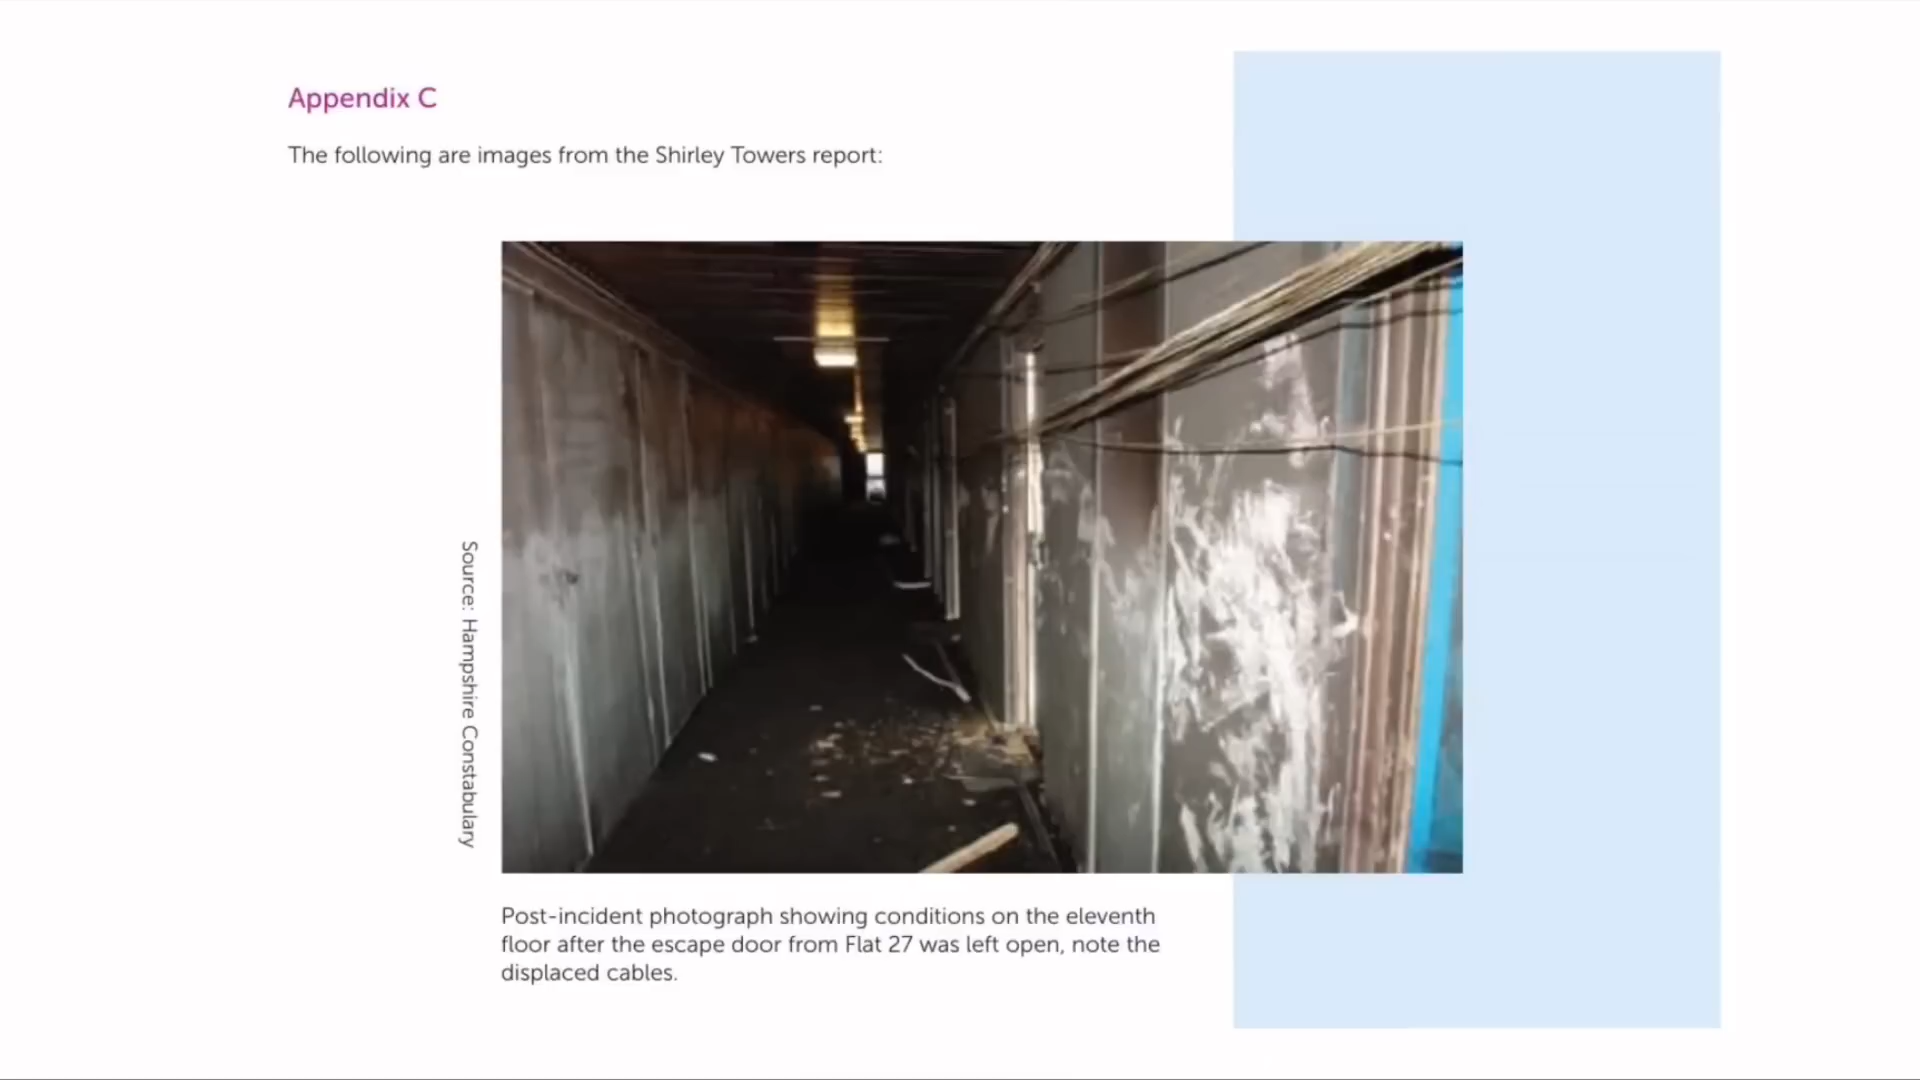 Appendix C
The following are images from the Shirley Towers report:
Source: Hampshire Constabulary
Post-incident photograph showing conditions on the eleventh
floor after the escape door from Flat 27 was left open, note the
displaced cables.